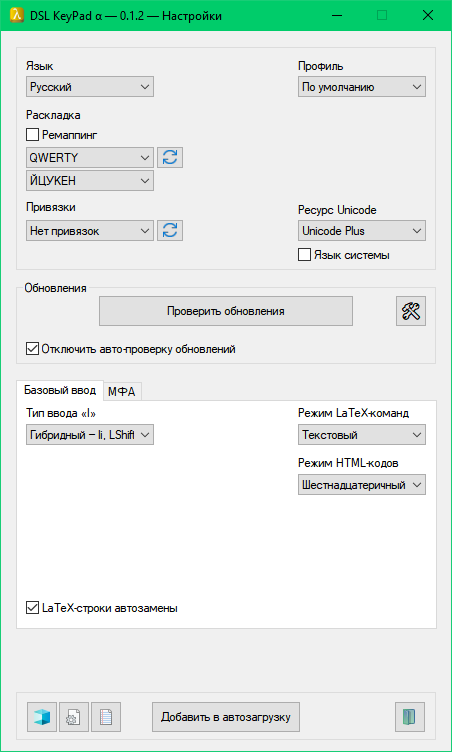 DSL KeyPad α — 0.1.2 — Настройки
Язык
Профиль
Русский
По умолчанию
Раскладка
Ремаппинг
QWERTY
ЙЦУКЕН
Привязки
Ресурс Unicode
Нет привязок
Unicode Plus
Язык системы
Обновления
Проверить обновления
Отключить авто-проверку обновлений
Базовый ввод
МФА
Тип ввода «I»
Режим LaTeX-команд
Гибридный – Ii, LShift
Текстовый
Режим HTML-кодов
Шестнадцатеричный
LaTeX-строки автозамены
Добавить в автозагрузку